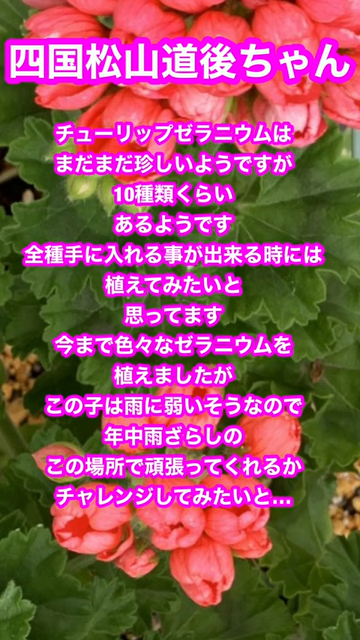 四国松山道後ちゃん
チューリップゼラニウムは
まだまだ珍しいようですが
10種類くらい
あるようです
全種手に入れる事が出来る時には
植えてみたいと
思ってます
今まで色々なゼラニウムを
植えましたが
この子は雨に弱いそうなので
年中雨ざらしの
この場所で頑張ってくれるか
チャレンジしてみたいと...